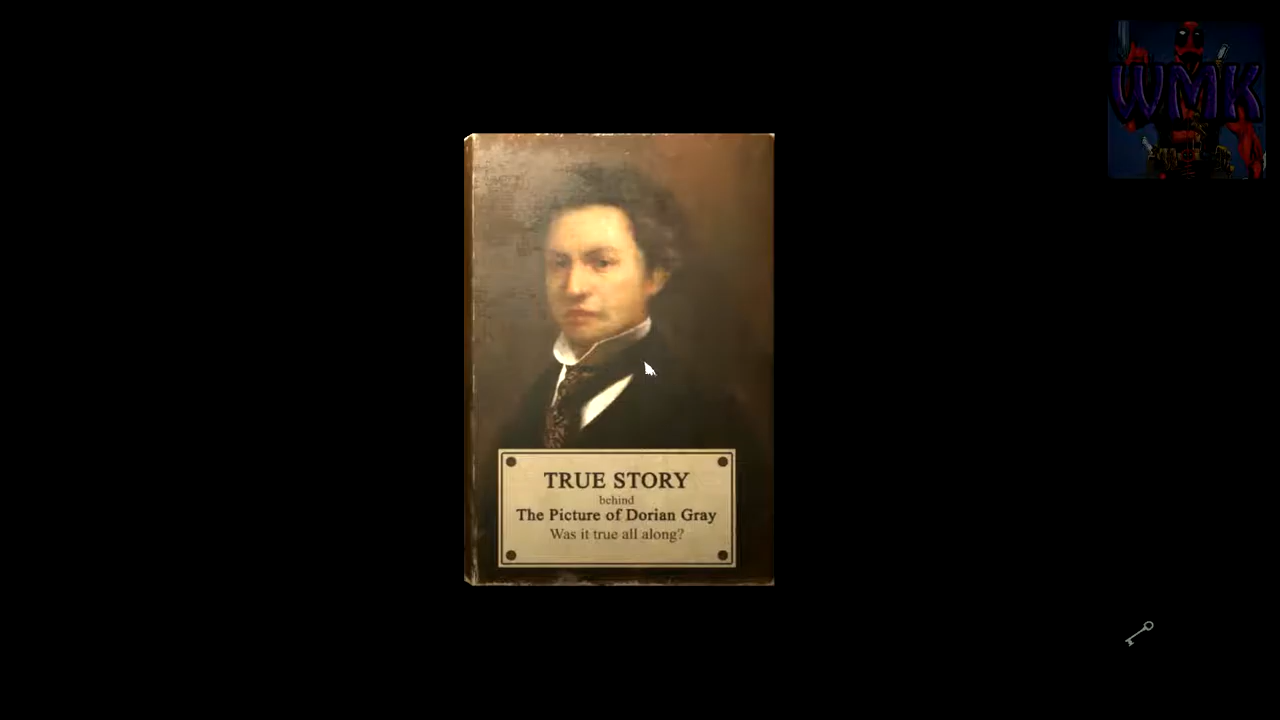 WMK
TRUE STORY
behind
The Picture of Dorian Gray
Was it true all along?